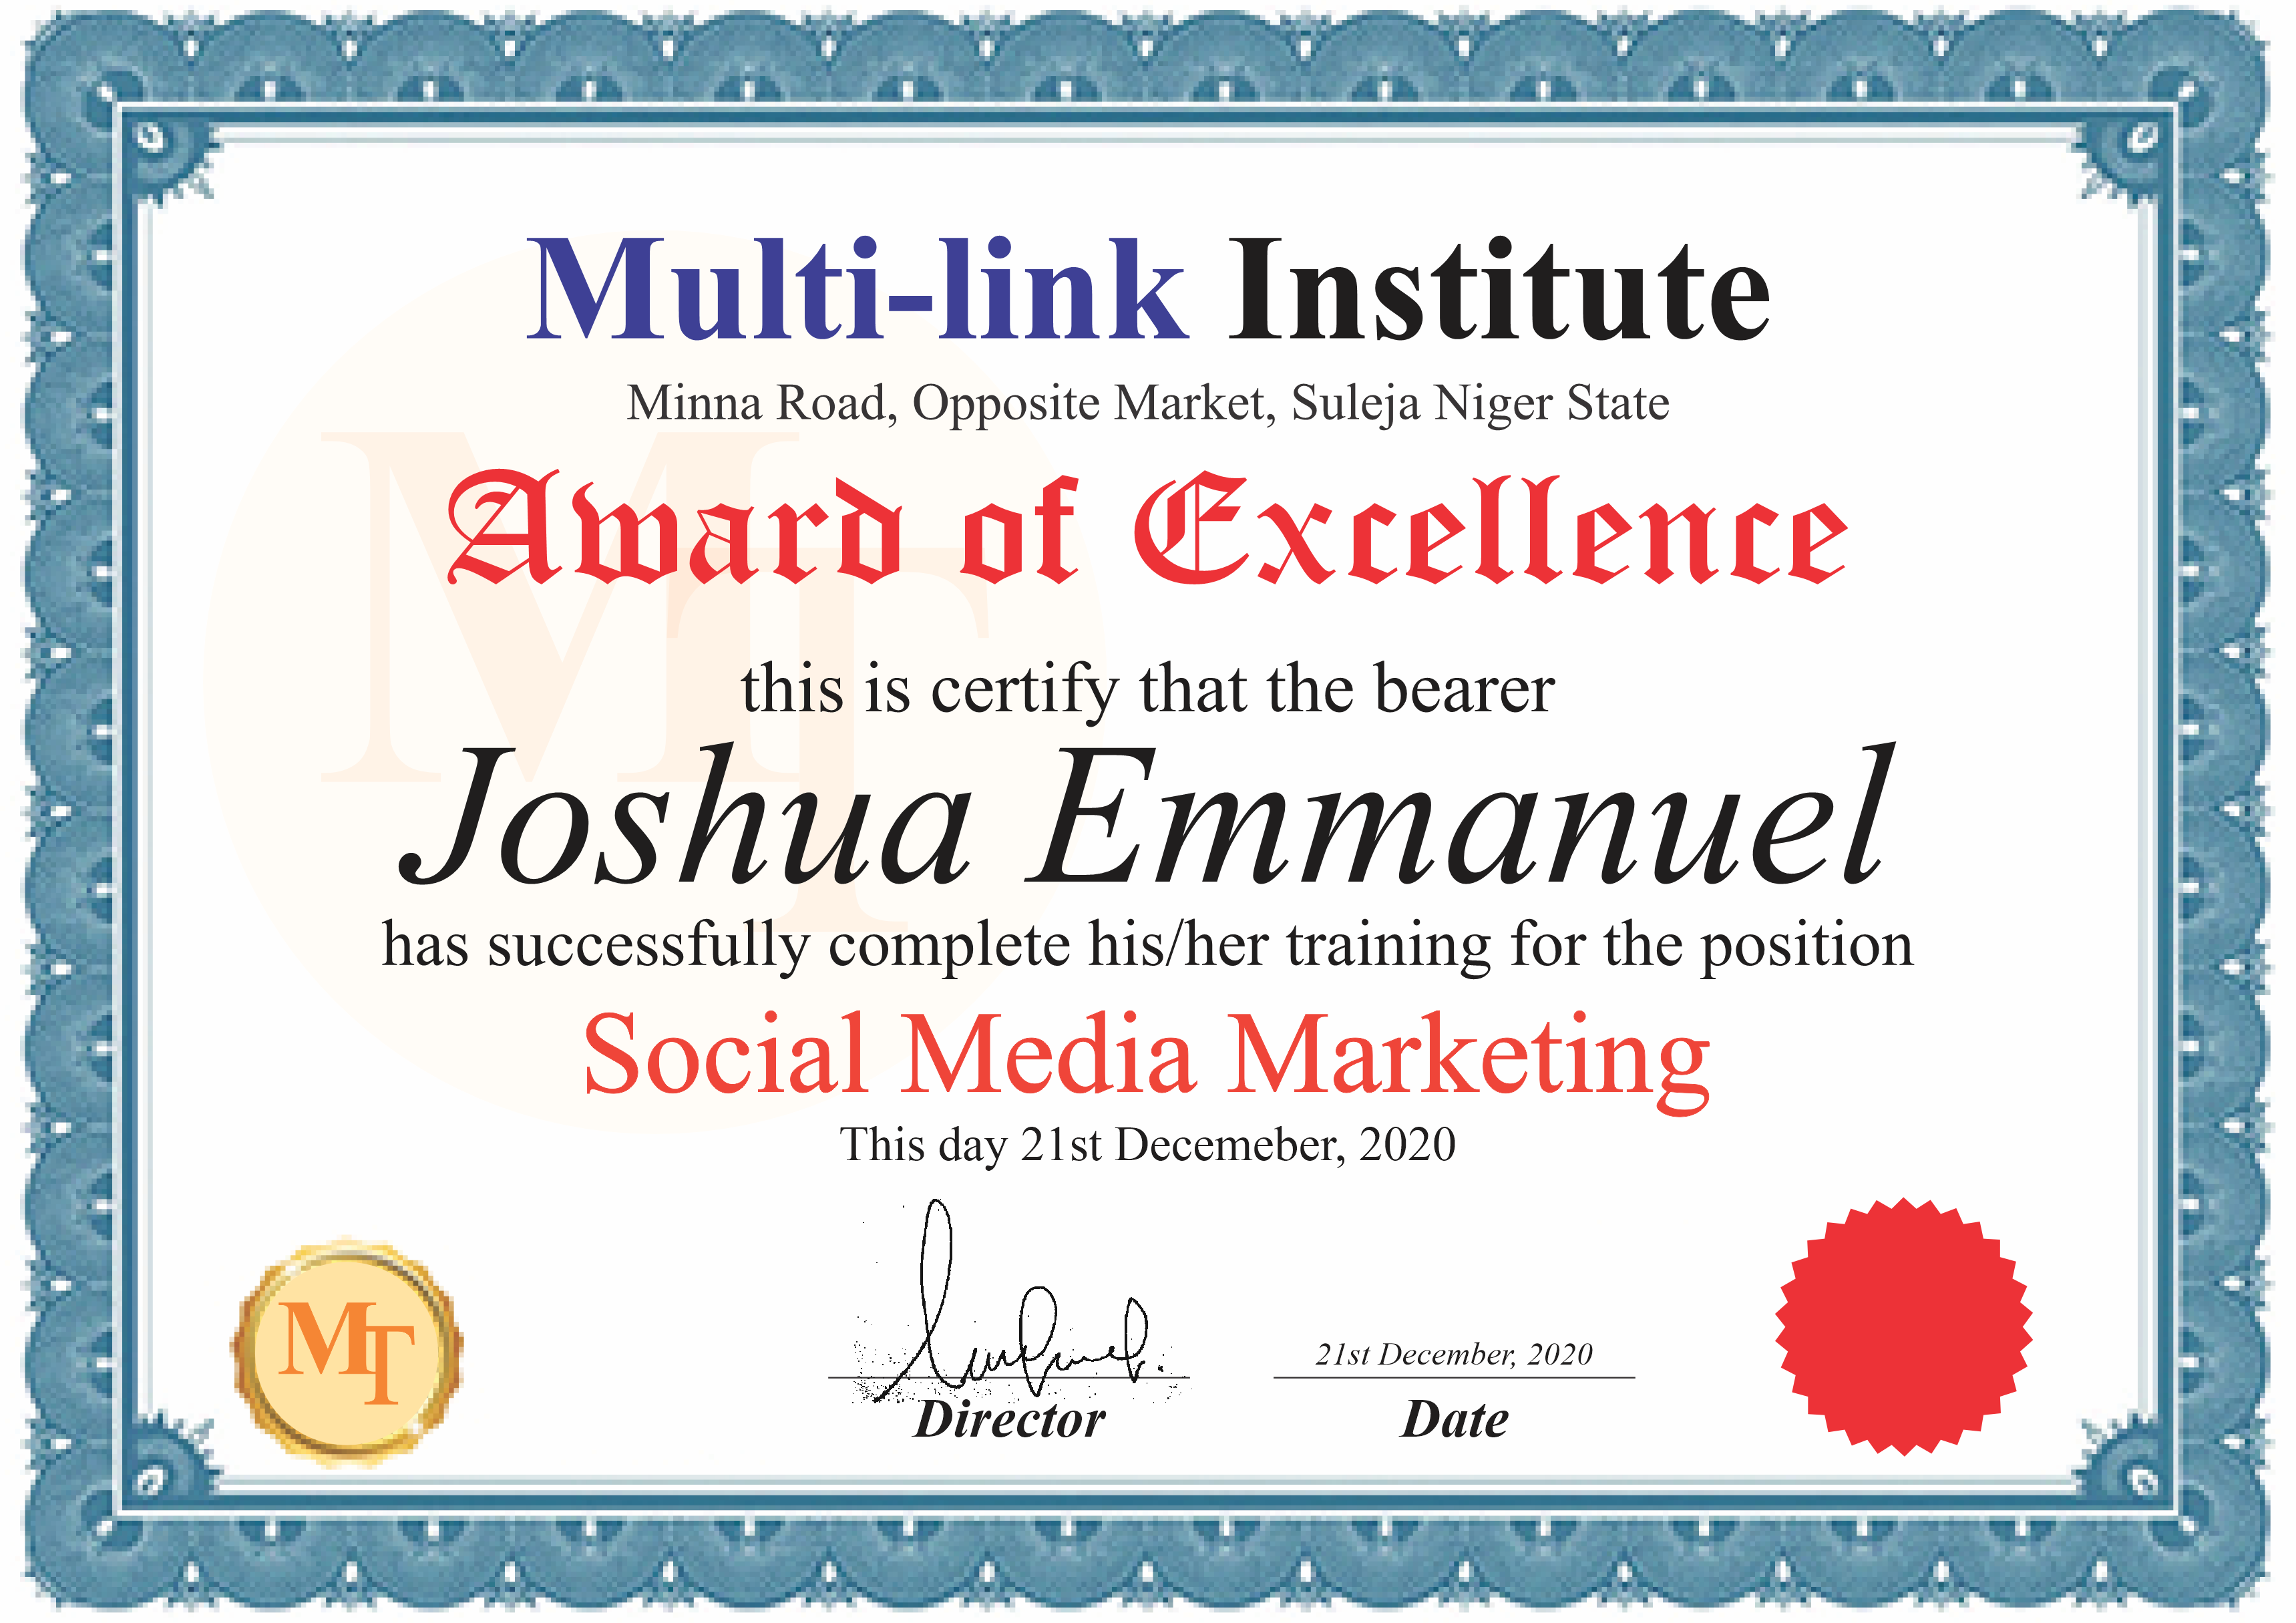 Multi-link Institute
Minna Road, Opposite Market, Suleja Niger State
Award of Excellence
this is certify that the bearer
Joshua Emmanuel
has successfully complete his/her training for the position
Social Media Marketing
This day 21st Decemeber, 2020
21st December, 2020
Director
Date
MT